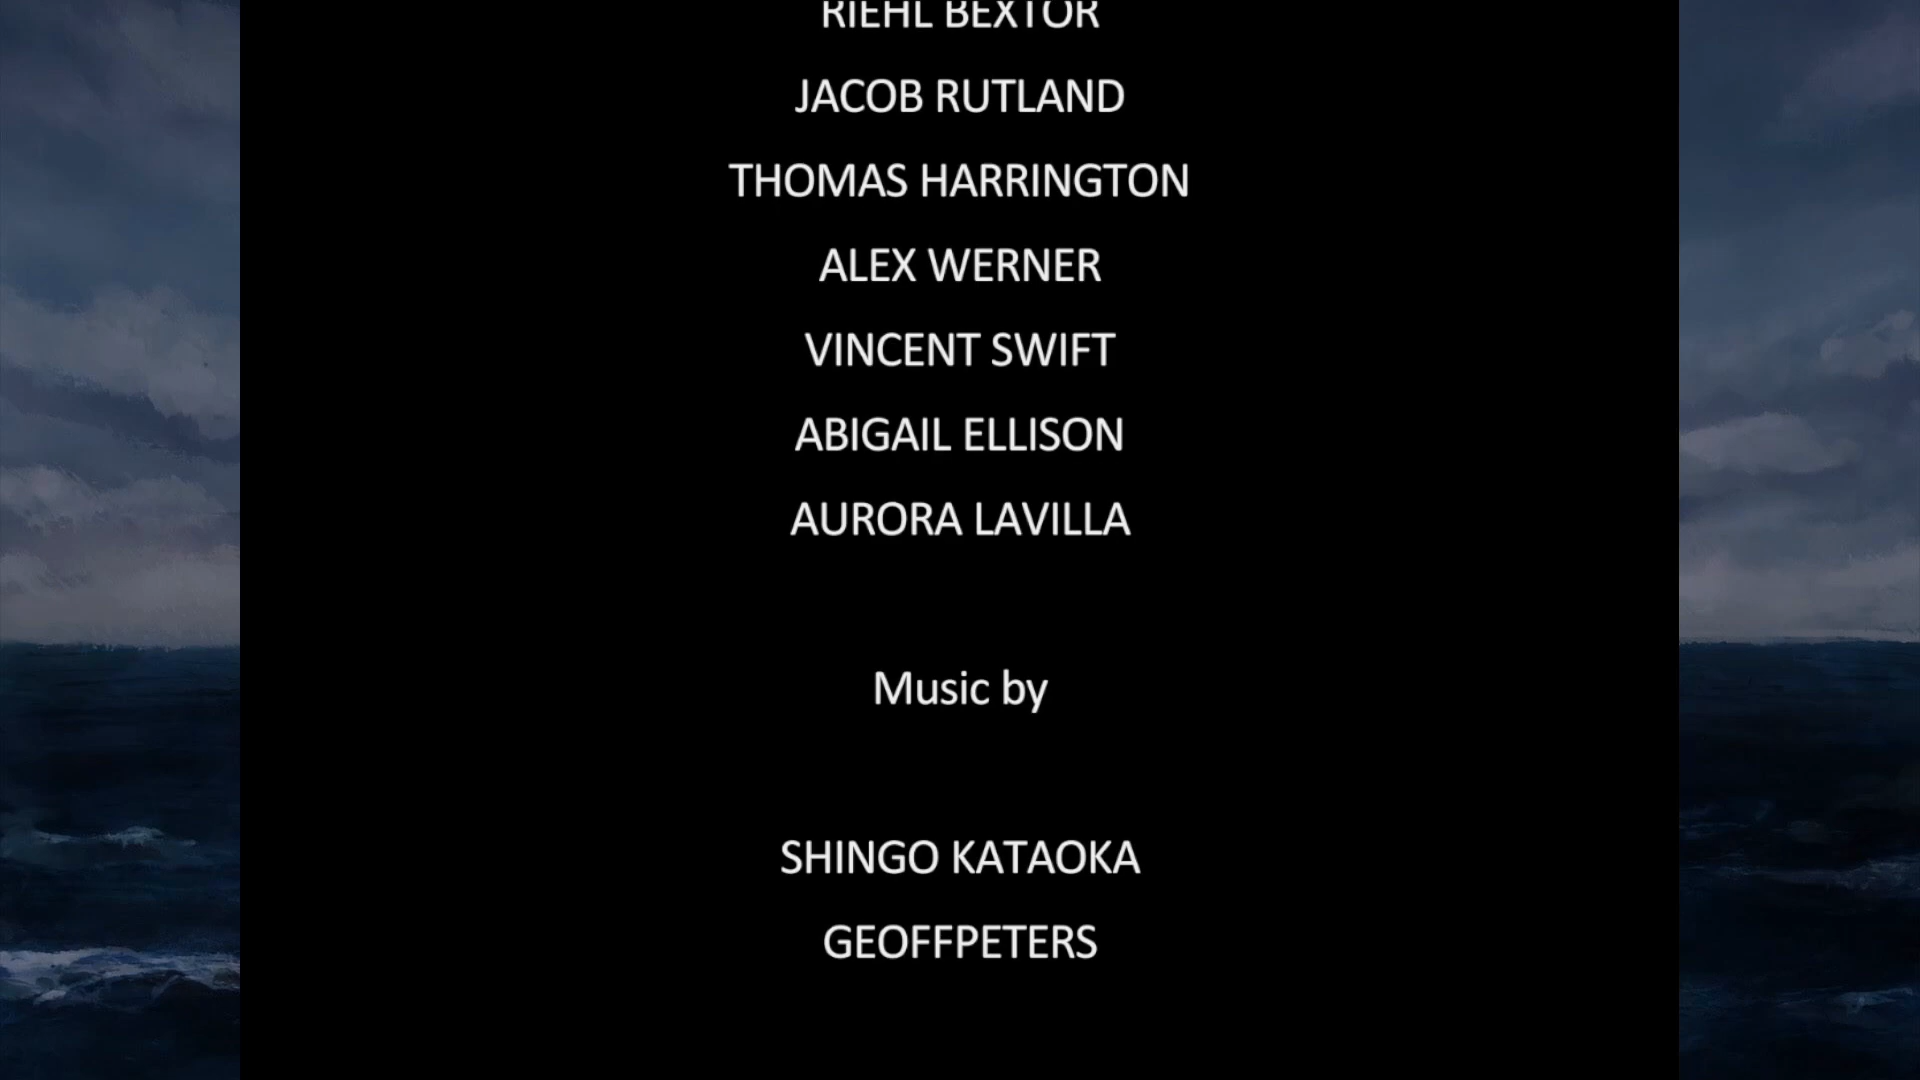 RIEHL BEXTOR
JACOB RUTLAND
THOMAS HARRINGTON
ALEX WERNER
VINCENT SWIFT
ABIGAIL ELLISON
AURORA LAVILLA
Music by
SHINGO KATAOKA
GEOFFPETERS